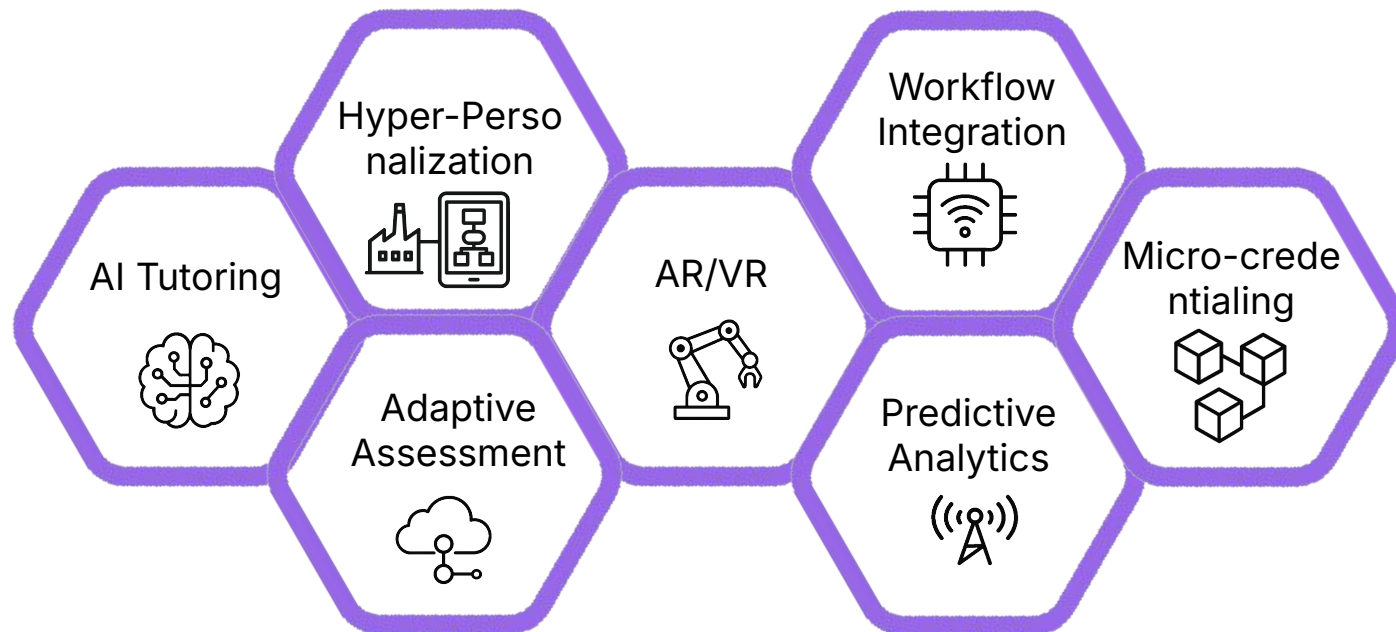 AI Tutoring
Hyper-Perso
nalization
Adaptive
Assessment
AR/VR
Workflow
Integration
Predictive
Analytics
Micro-crede
ntialing